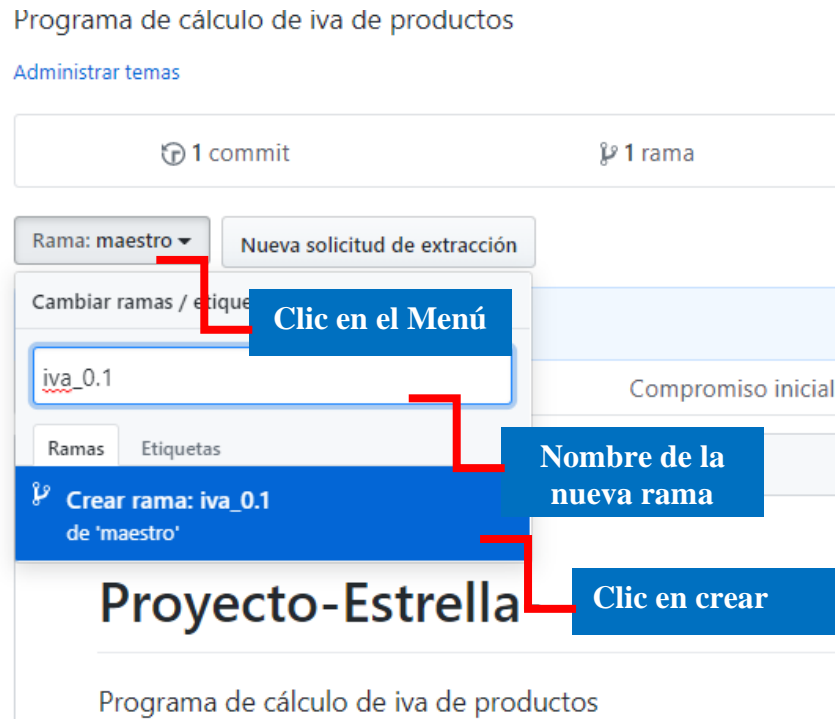 Programa de cálculo de iva de productos
Administrar temas
1 commit
1 rama
Rama: maestro
Nueva solicitud de extracción
Cambiar ramas /
Clic en el Menú
iva_0.1
Compromiso inicial
Ramas Etiquetas
Nombre de la
nueva rama
Crear rama: iva_0.1
de 'maestro'
Clic en crear
Proyecto-Estrella
Programa de cálculo de iva de productos